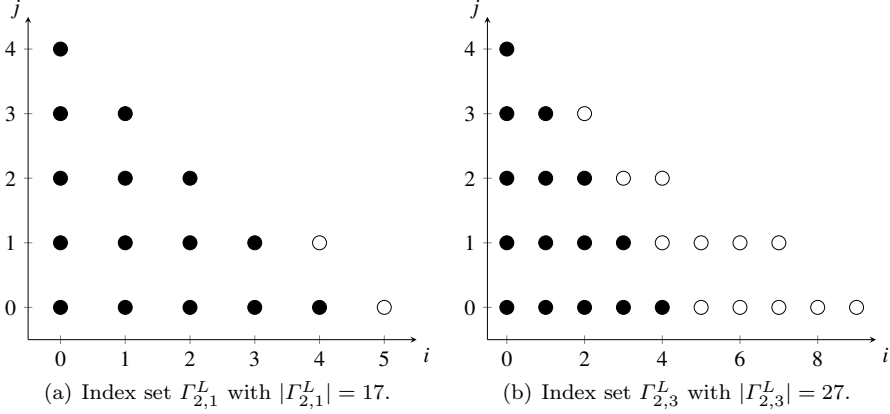 j
4
3
2
1
0
0 1 2 3 4 5 i
(a) Index set Γ^L_{2,1} with |Γ^L_{2,1}| = 17.
j
4
3
2
1
0
0 2 4 6 8 i
(b) Index set Γ^L_{2,3} with |Γ^L_{2,3}| = 27.